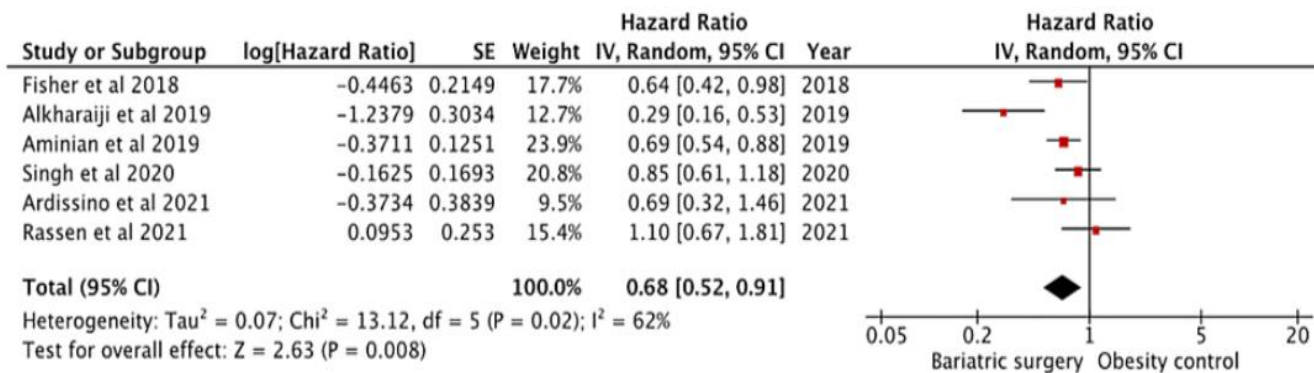 Hazard Ratio Hazard Ratio
Study or Subgroup log[Hazard Ratio] SE Weight IV, Random, 95% CI Year IV, Random, 95% CI
Fisher et al 2018 -0.4463 0.2149 17.7% 0.64 [0.42, 0.98] 2018
Alkharaiji et al 2019 -1.2379 0.3034 12.7% 0.29 [0.16, 0.53] 2019
Aminian et al 2019 -0.3711 0.1251 23.9% 0.69 [0.54, 0.88] 2019
Singh et al 2020 -0.1625 0.1693 20.8% 0.85 [0.61, 1.18] 2020
Ardissino et al 2021 -0.3734 0.3839 9.5% 0.69 [0.32, 1.46] 2021
Rassen et al 2021 0.0953 0.253 15.4% 1.10 [0.67, 1.81] 2021
Total (95% CI) 100.0% 0.68 [0.52, 0.91]
Heterogeneity: Tau² = 0.07; Chi² = 13.12, df = 5 (P = 0.02); I² = 62%
Test for overall effect: Z = 2.63 (P = 0.008)
0.05 0.2 1 5 20
Bariatric surgery Obesity control